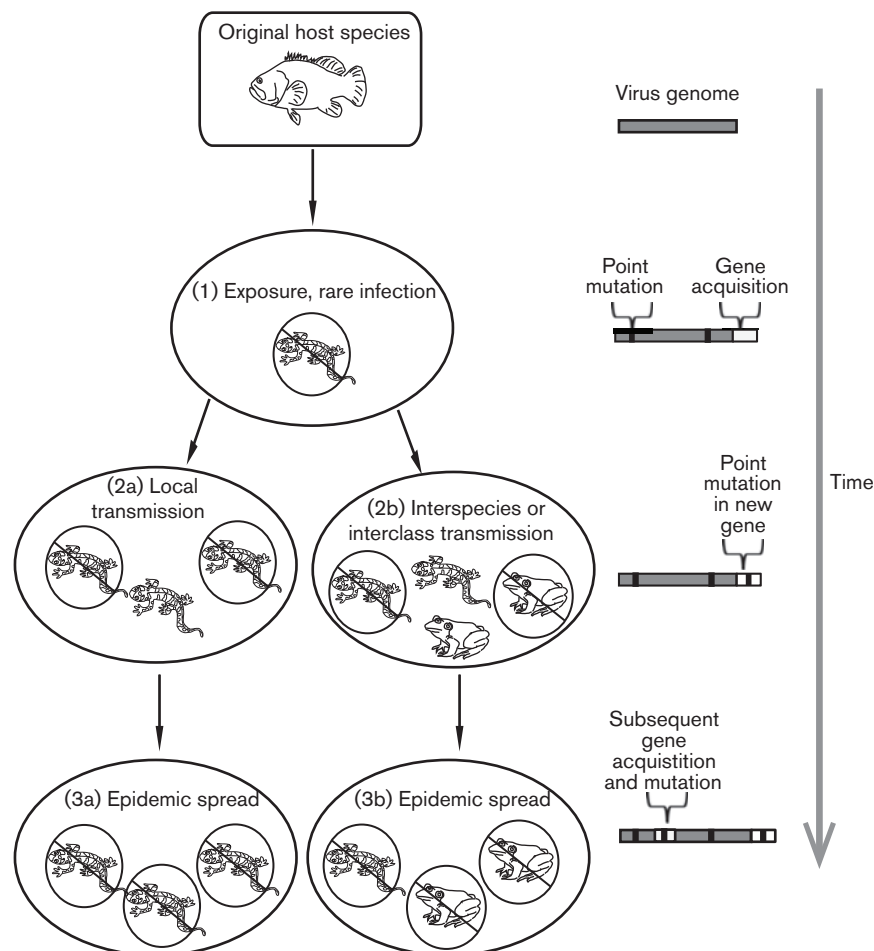 Original host species
Virus genome
(1) Exposure, rare infection
Point
mutation
Gene
acquisition
(2a) Local
transmission
(2b) Interspecies or
interclass transmission
Point
mutation
in new
gene
Time
(3a) Epidemic spread
(3b) Epidemic spread
Subsequent
gene
acquistition
and mutation